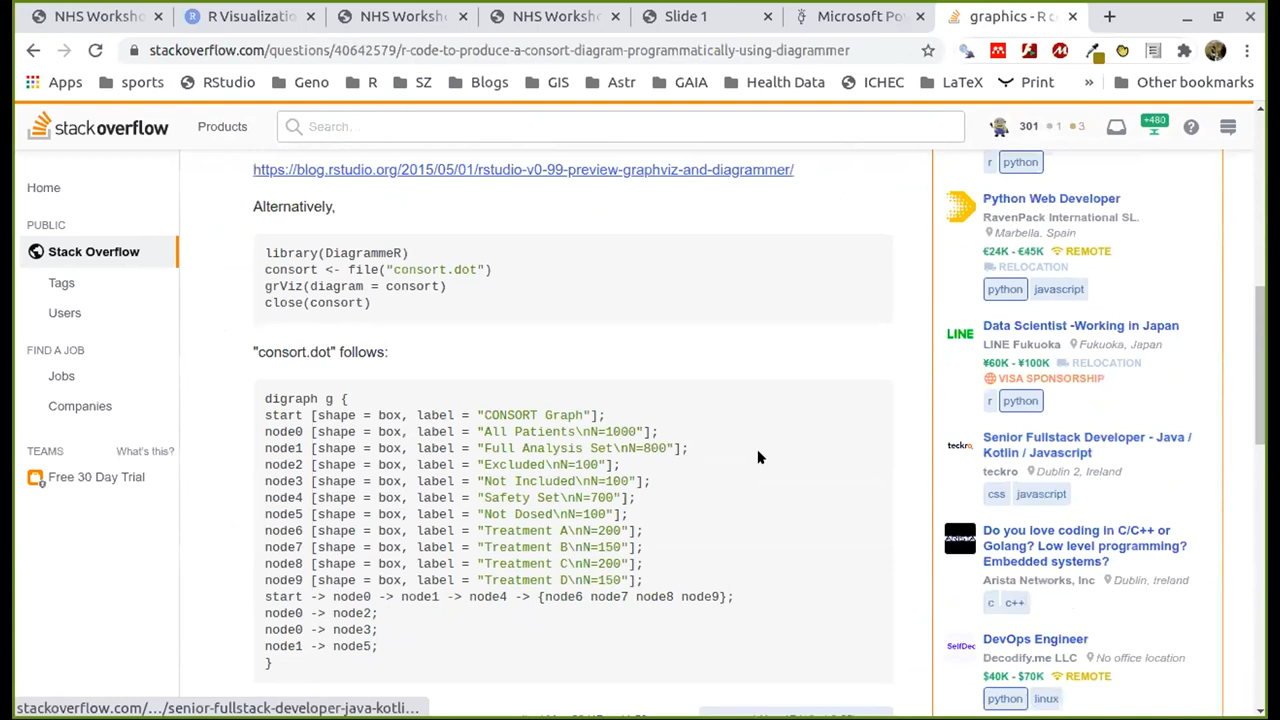 NHS Worksho
R Visualizatio
NHS Worksh
NHS Worksho
Slide 1
Microsoft Po
graphics - R c
stackoverflow.com/questions/40642579/r-code-to-produce-a-consort-diagram-programmatically-using-diagrammer
Apps sports RStudio Geno R SZ Blogs GIS Astr GAIA Health Data ICHEC LaTeX Print » Other bookmarks
stackoverflow Products Search... 301 1 3 +480
Home
PUBLIC
Stack Overflow
Tags
Users
FIND A JOB
Jobs
Companies
TEAMS What's this?
Free 30 Day Trial
https://blog.rstudio.org/2015/05/01/rstudio-v0-99-preview-graphviz-and-diagrammer/
Alternatively,
library(DiagrammeR)
consort <- file("consort.dot")
grViz(diagram = consort)
close(consort)
"consort.dot" follows:
digraph g {
start [shape = box, label = "CONSORT Graph"];
node0 [shape = box, label = "All Patients\nN=1000"];
node1 [shape = box, label = "Full Analysis Set\nN=800"];
node2 [shape = box, label = "Excluded\nN=100"];
node3 [shape = box, label = "Not Included\nN=100"];
node4 [shape = box, label = "Safety Set\nN=700"];
node5 [shape = box, label = "Not Dosed\nN=100"];
node6 [shape = box, label = "Treatment A\nN=200"];
node7 [shape = box, label = "Treatment B\nN=150"];
node8 [shape = box, label = "Treatment C\nN=200"];
node9 [shape = box, label = "Treatment D\nN=150"];
start -> node0 -> node1 -> node4 -> {node6 node7 node8 node9};
node0 -> node2;
node0 -> node3;
node1 -> node5;
}
r python
Python Web Developer
RavenPack International SL.
Marbella, Spain
€24K - €45K REMOTE
RELOCATION
python javascript
LINE
Data Scientist -Working in Japan
LINE Fukuoka Fukuoka, Japan
¥60K - ¥100K RELOCATION
VISA SPONSORSHIP
r python
teckro
Senior Fullstack Developer - Java /
Kotlin / Javascript
teckro Dublin 2, Ireland
css javascript
ARISTA
Do you love coding in C/C++ or
Golang? Low level programming?
Embedded systems?
Arista Networks, Inc Dublin, Ireland
c c++
SelfDec
DevOps Engineer
Decodify.me LLC No office location
$40K - $70K REMOTE
python linux
stackoverflow.com/.../senior-fullstack-developer-java-kotli...